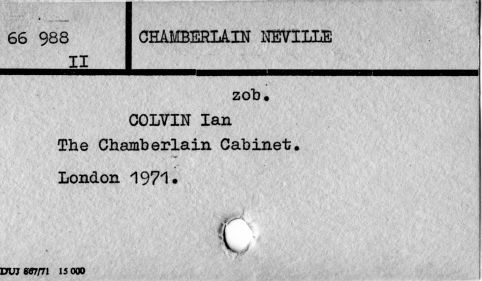 66 988
II
CHAMBERLAIN NEVILLE
zob.
COLVIN Ian
The Chamberlain Cabinet.
London 1971.
DUJ 867/71 15 000